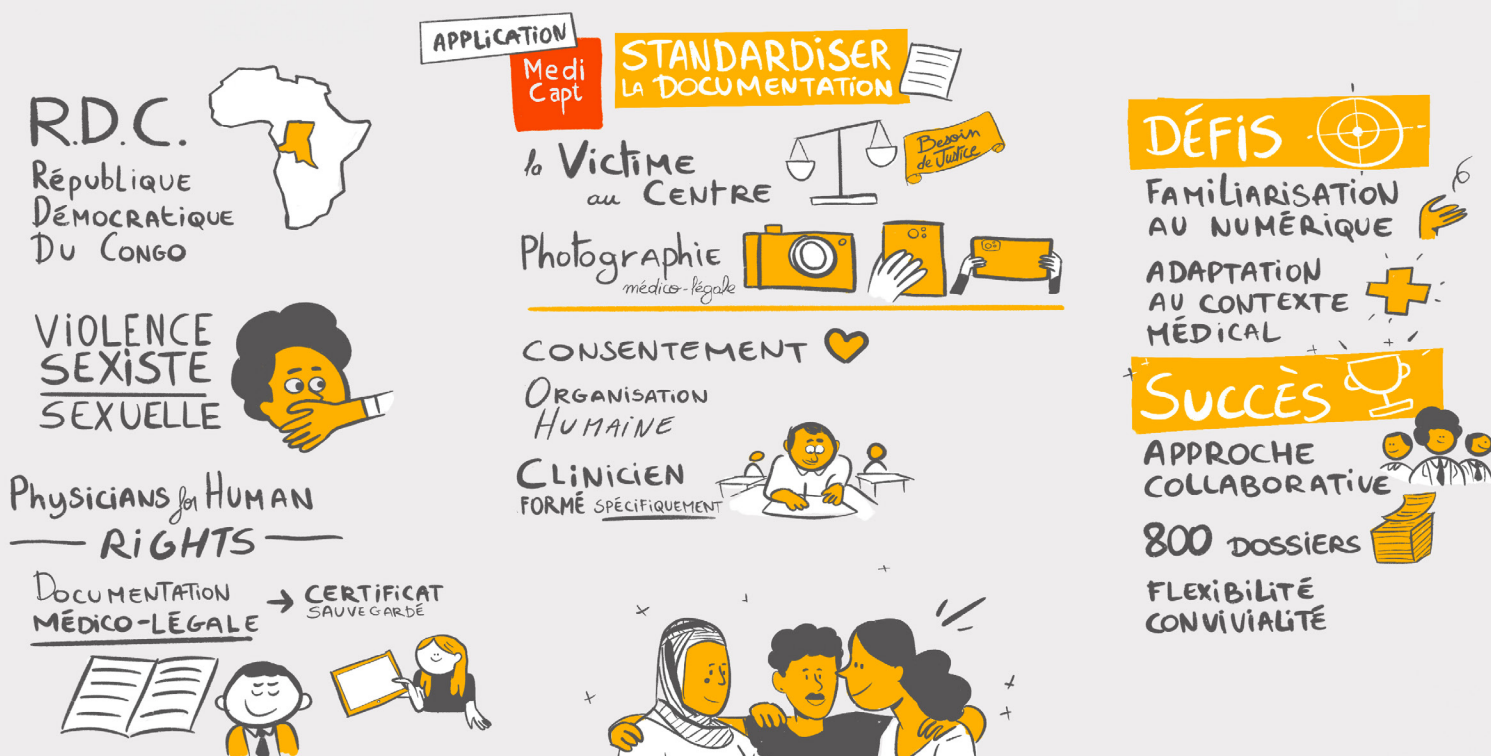 R.D.C.
République
Démocratique
Du Congo
VIOLENCE
SEXISTE
SEXUELLE
Physicians for Human
RIGHTS
Documentation
MÉDICO-LÉGALE
→ CERTIFICAT
SAUVEGARDÉ
APPLICATION
Medi
Capt
STANDARDISER
LA DOCUMENTATION
la Victime
au Centre
Besoin
de Justice
Photographie
médico-légale
CONSENTEMENT
Organisation
Humaine
Clinicien
FORMÉ SPÉCIFIQUEMENT
DÉFIS
FAMILIARISATION
AU NUMÉRIQUE
ADAPTATION
AU CONTEXTE
MÉDICAL
SUCCÈS
APPROCHE
COLLABORATIVE
800 DOSSIERS
FLEXIBILITÉ
CONVIVIALITÉ